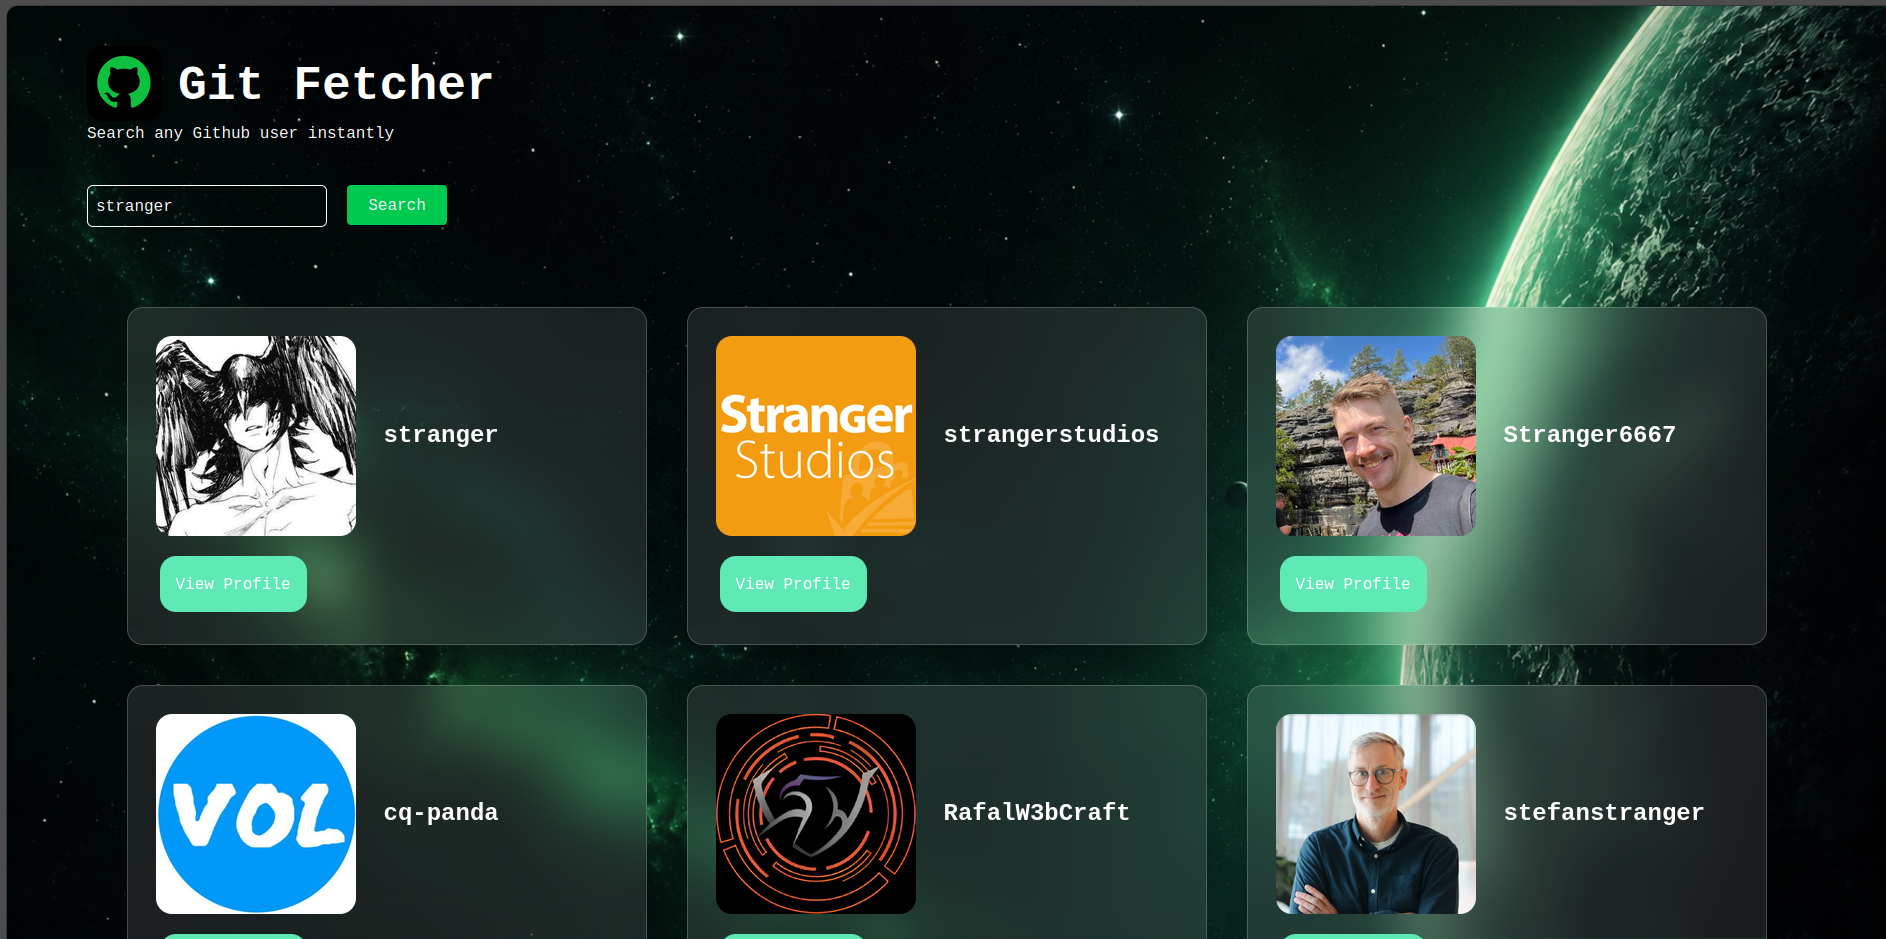 Git Fetcher
Search any Github user instantly
stranger
Search
stranger
Stranger
Studios
strangerstudios
Stranger6667
View Profile
View Profile
View Profile
VOL
cq-panda
RafalW3bCraft
stefanstranger